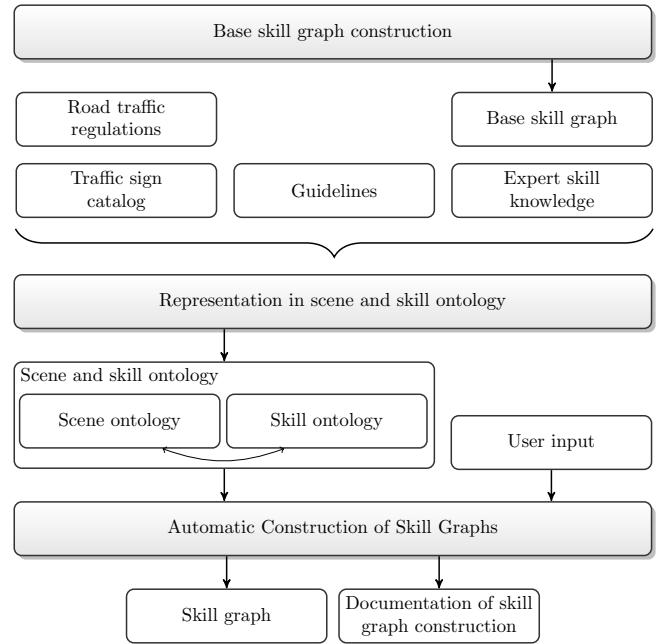 Base skill graph construction
Road traffic
regulations
Base skill graph
Traffic sign
catalog
Guidelines
Expert skill
knowledge
Representation in scene and skill ontology
Scene and skill ontology
Scene ontology
Skill ontology
User input
Automatic Construction of Skill Graphs
Skill graph
Documentation of skill
graph construction